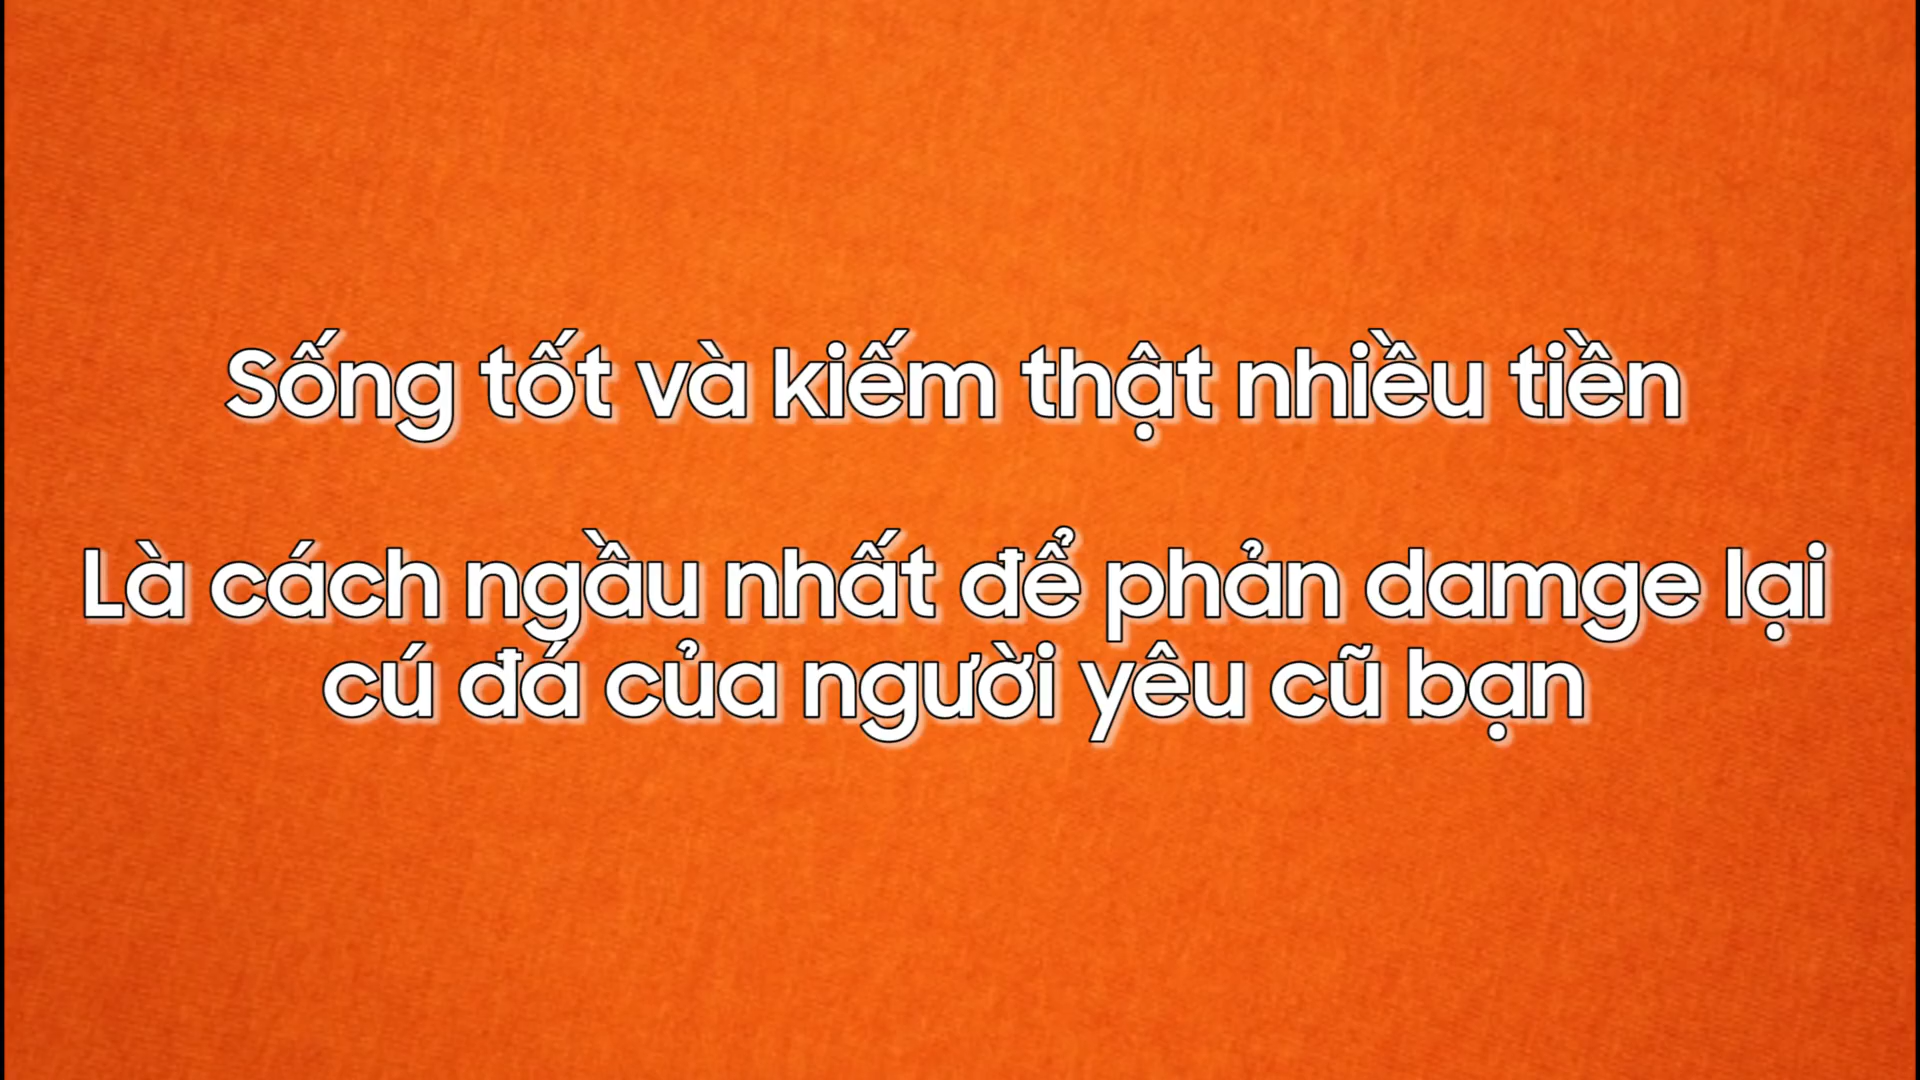 Sống tốt và kiếm thật nhiều tiền
Là cách ngầu nhất để phản damge lại
cú đá của người yêu cũ bạn